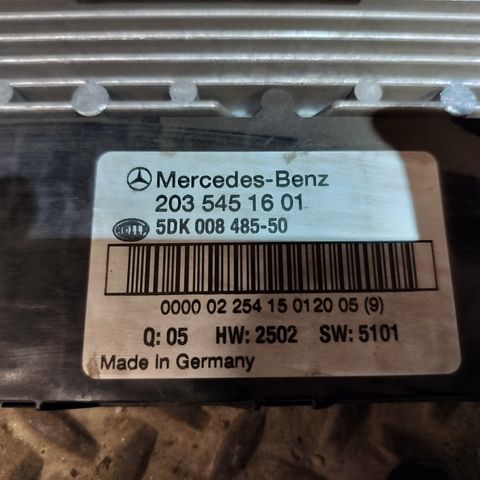 Mercedes-Benz
203 545 16 01
HELLA 5DK 008 485-50
0000 02 254 15 0120 05 (9)
Q: 05 HW: 2502 SW: 5101
Made in Germany